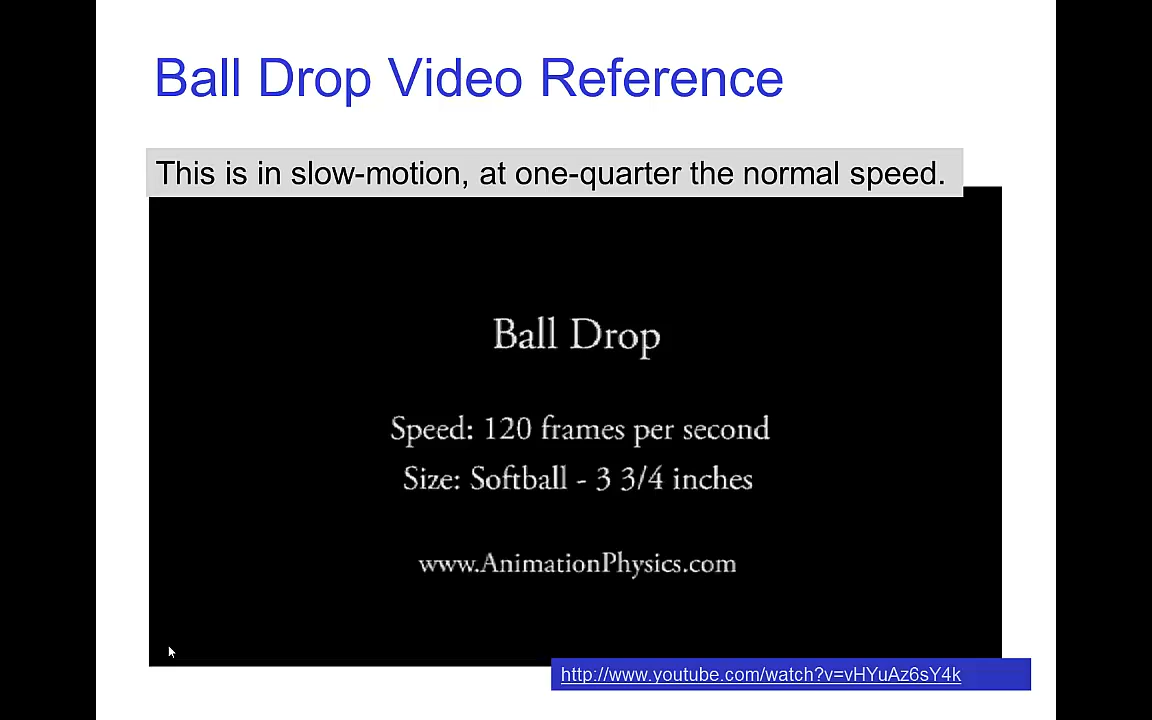 Ball Drop Video Reference
This is in slow-motion, at one-quarter the normal speed.
Ball Drop
Speed: 120 frames per second
Size: Softball - 3 3/4 inches
www.AnimationPhysics.com
http://www.youtube.com/watch?v=vHYuAz6sY4k